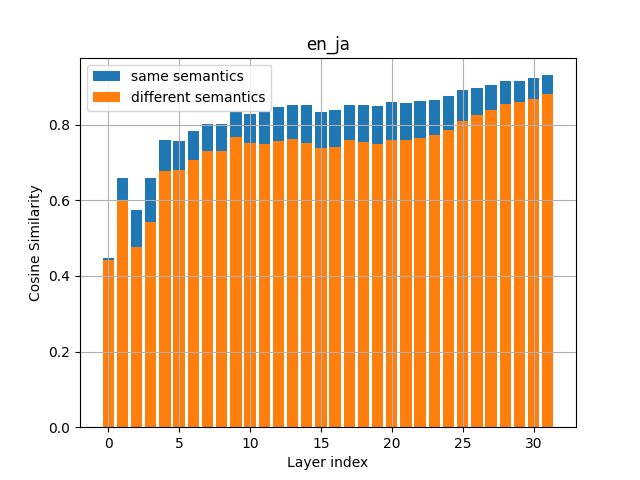 en_ja
same semantics
different semantics
Cosine Similarity
0.8
0.6
0.4
0.2
0.0
0 5 10 15 20 25 30
Layer index